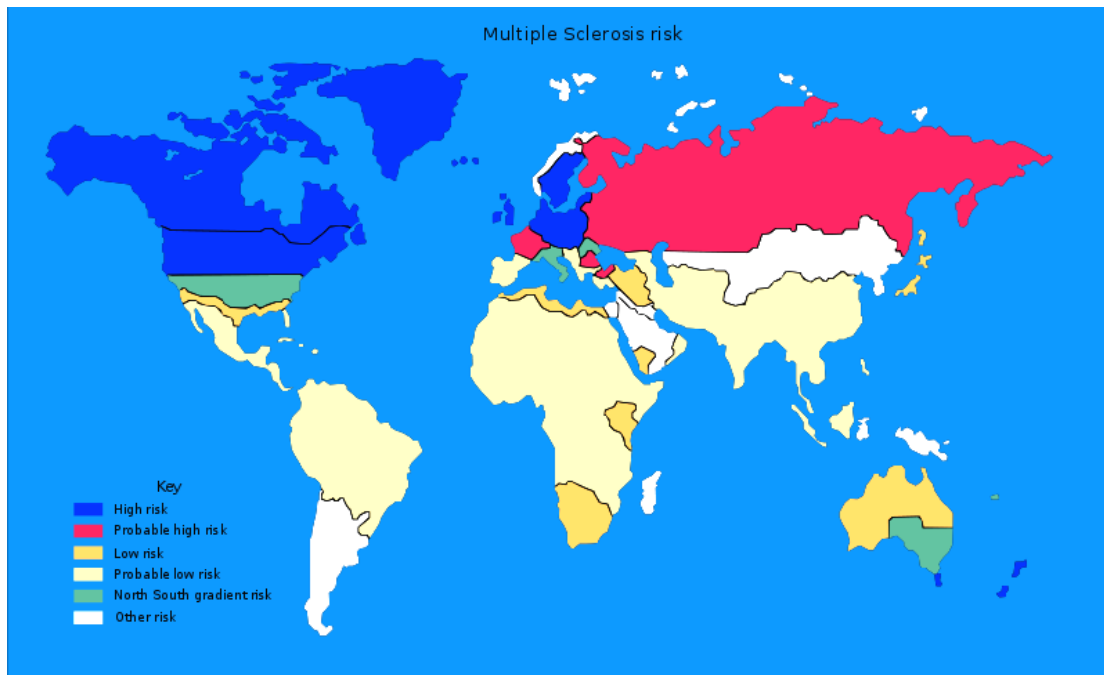 Multiple Sclerosis risk
Key
High risk
Probable high risk
Low risk
Probable low risk
North South gradient risk
Other risk